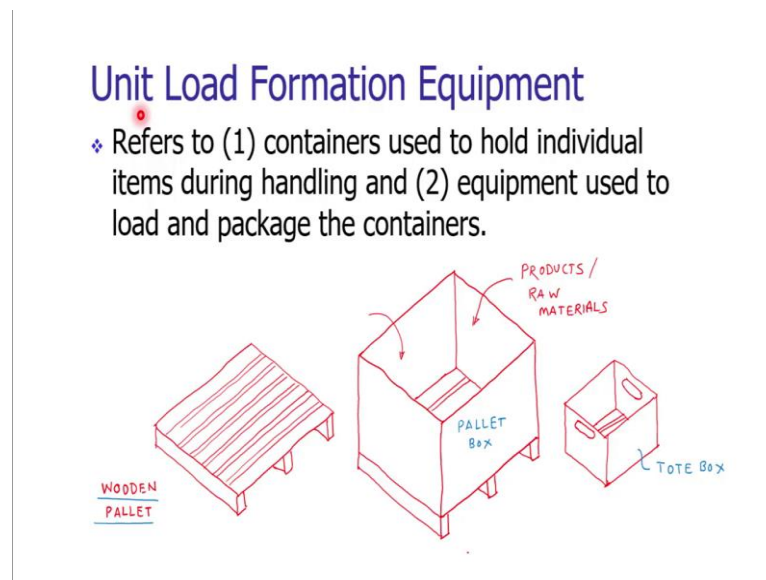 Unit Load Formation Equipment
Refers to (1) containers used to hold individual
items during handling and (2) equipment used to
load and package the containers.
PRODUCTS /
RAW
MATERIALS
PALLET
BOX
TOTE BOX
WOODEN
PALLET